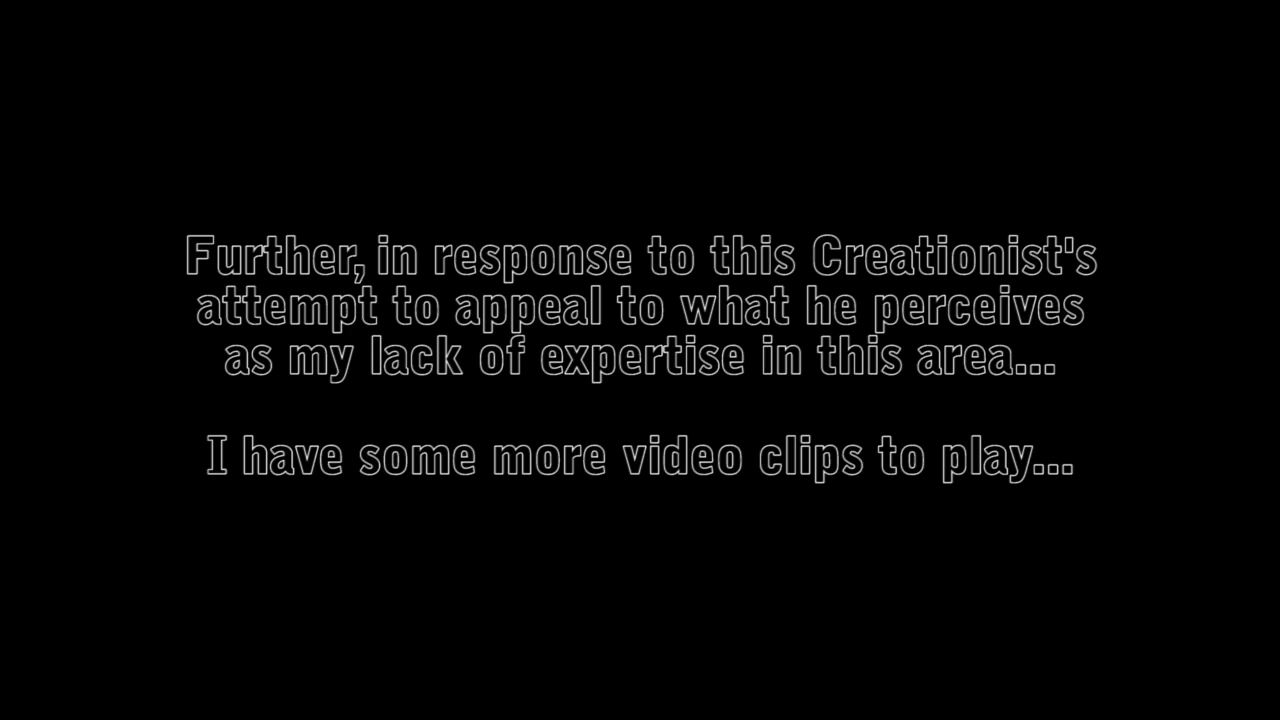 Further, in response to this Creationist's
attempt to appeal to what he perceives
as my lack of expertise in this area...
I have some more video clips to play...